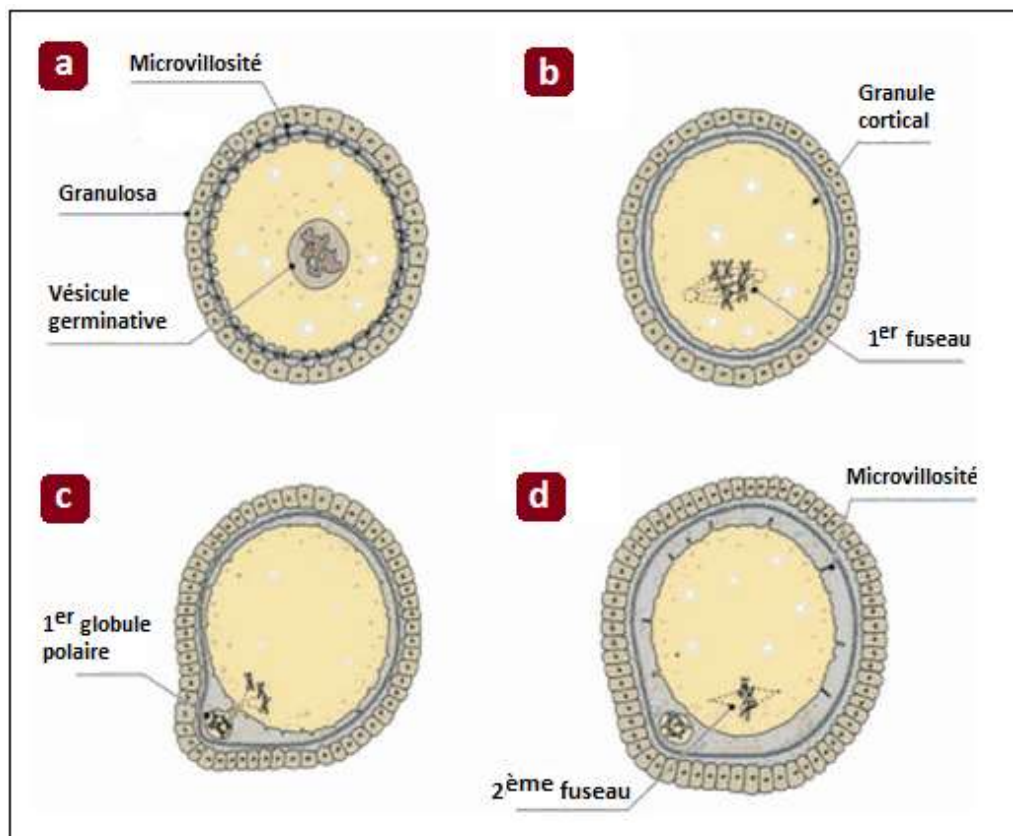 a
Microvillosité
Granulosa
Vésicule
germinative
b
Granule
cortical
1er fuseau
c
1er globule
polaire
d
Microvillosité
2ème fuseau